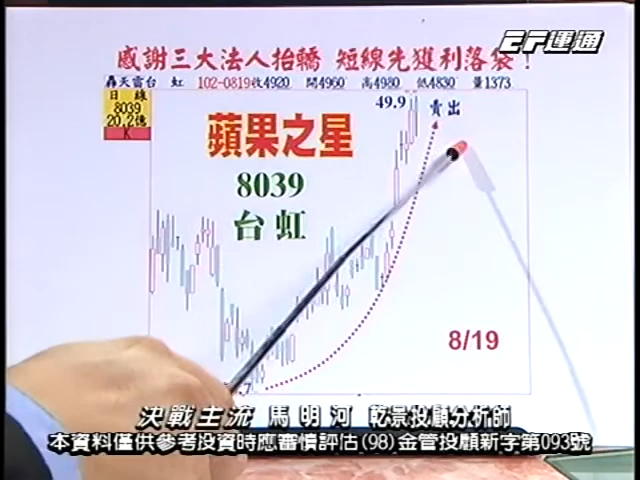 EF運通
感謝三大法人抬轎 短線先獲利落袋！
轟天雷台 虹 102-0819收4920 開4960 高4980 低4830 量1373
日 線
8039
20.2億
K
49.9
賣出
蘋果之星
8039
台虹
8/19
決戰主流 馬明河 乾景投顧分析師
本資料僅供參考投資時應審慎評估(98)金管投顧新字第093號